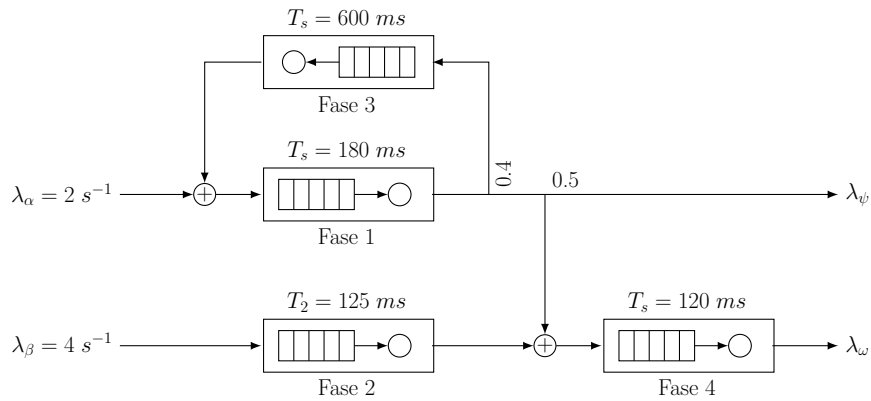 T_s = 600 ms
Fase 3
T_s = 180 ms
0.4
0.5
λ_α = 2 s⁻¹
λ_ψ
Fase 1
T_2 = 125 ms
T_s = 120 ms
λ_β = 4 s⁻¹
λ_ω
Fase 2
Fase 4